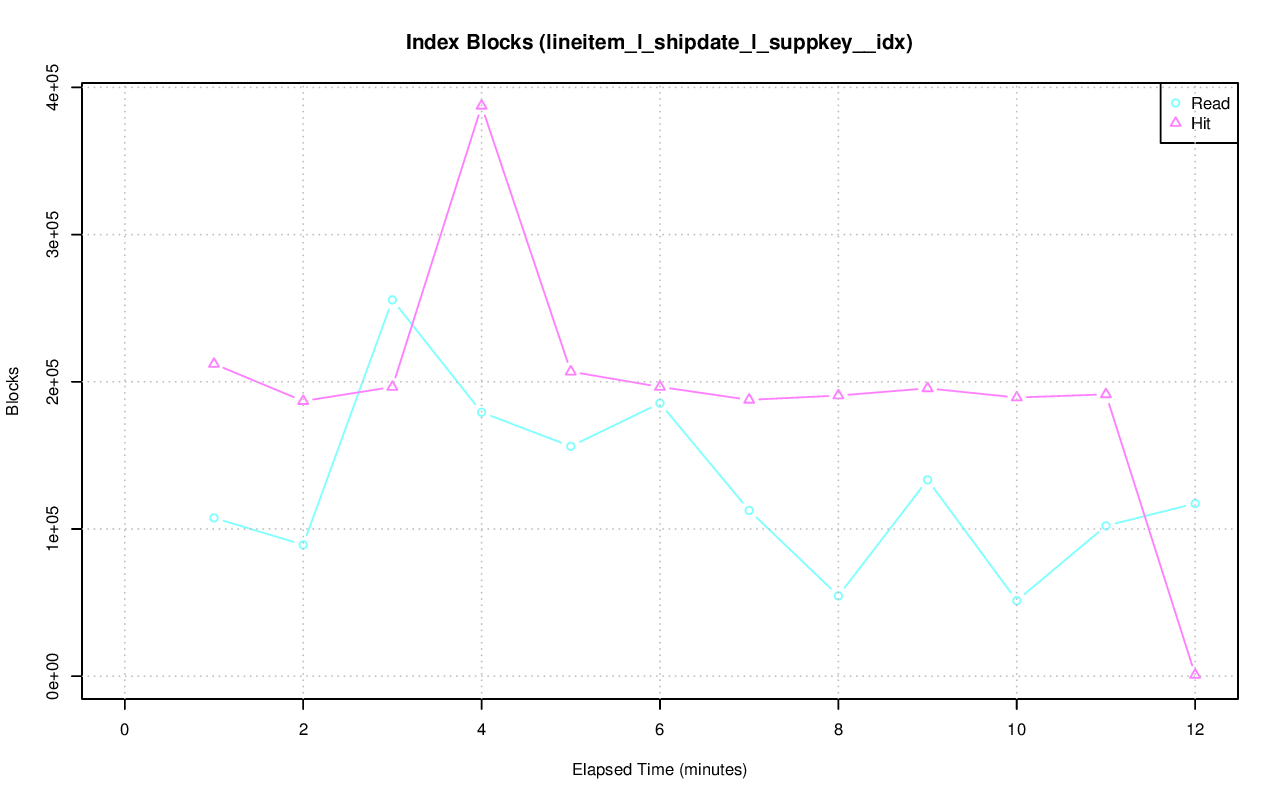 Index Blocks (lineitem_l_shipdate_l_suppkey__idx)
4e+05
3e+05
2e+05
1e+05
0e+00
Blocks
Read
Hit
0 2 4 6 8 10 12
Elapsed Time (minutes)